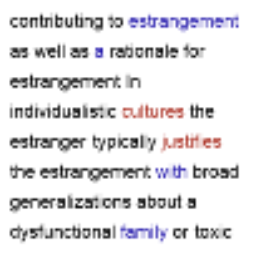 contributing to estrangement
as well as a rationale for
estrangement In
individualistic cultures the
estranger typically justifies
the estrangement with broad
generalizations about a
dysfunctional family or toxic